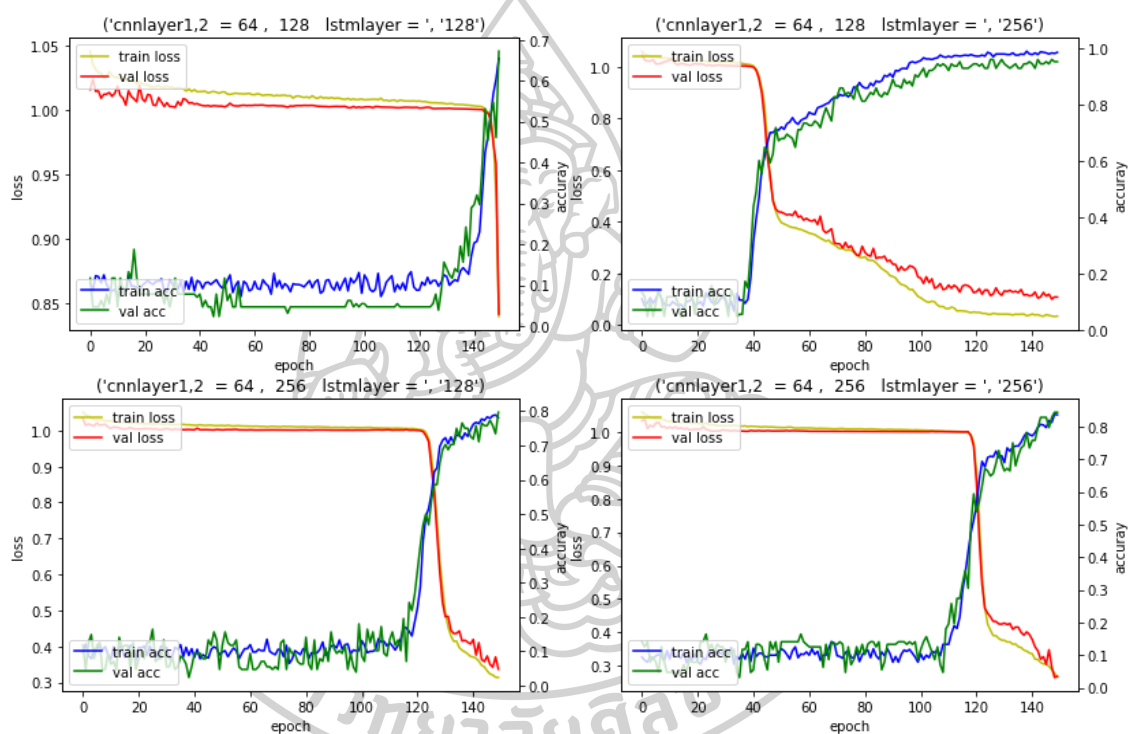 ('cnnlayer1,2 = 64 , 128 lstmlayer = ', '128')
train loss
val loss
train acc
val acc
loss
1.05
1.00
0.95
0.90
0.85
0.7
0.6
0.5
0.4
0.3
0.2
0.1
0.0
accuray
0 20 40 60 80 100 120 140
epoch
('cnnlayer1,2 = 64 , 128 lstmlayer = ', '256')
train loss
val loss
train acc
val acc
loss
1.0
0.8
0.6
0.4
0.2
0.0
1.0
0.8
0.6
0.4
0.2
0.0
accuray
0 20 40 60 80 100 120 140
epoch
('cnnlayer1,2 = 64 , 256 lstmlayer = ', '128')
train loss
val loss
train acc
val acc
loss
1.0
0.9
0.8
0.7
0.6
0.5
0.4
0.3
0.8
0.7
0.6
0.5
0.4
0.3
0.2
0.1
0.0
accuray
0 20 40 60 80 100 120 140
epoch
('cnnlayer1,2 = 64 , 256 lstmlayer = ', '256')
train loss
val loss
train acc
val acc
loss
1.0
0.9
0.8
0.7
0.6
0.5
0.4
0.3
0.8
0.7
0.6
0.5
0.4
0.3
0.2
0.1
0.0
accuray
0 20 40 60 80 100 120 140
epoch